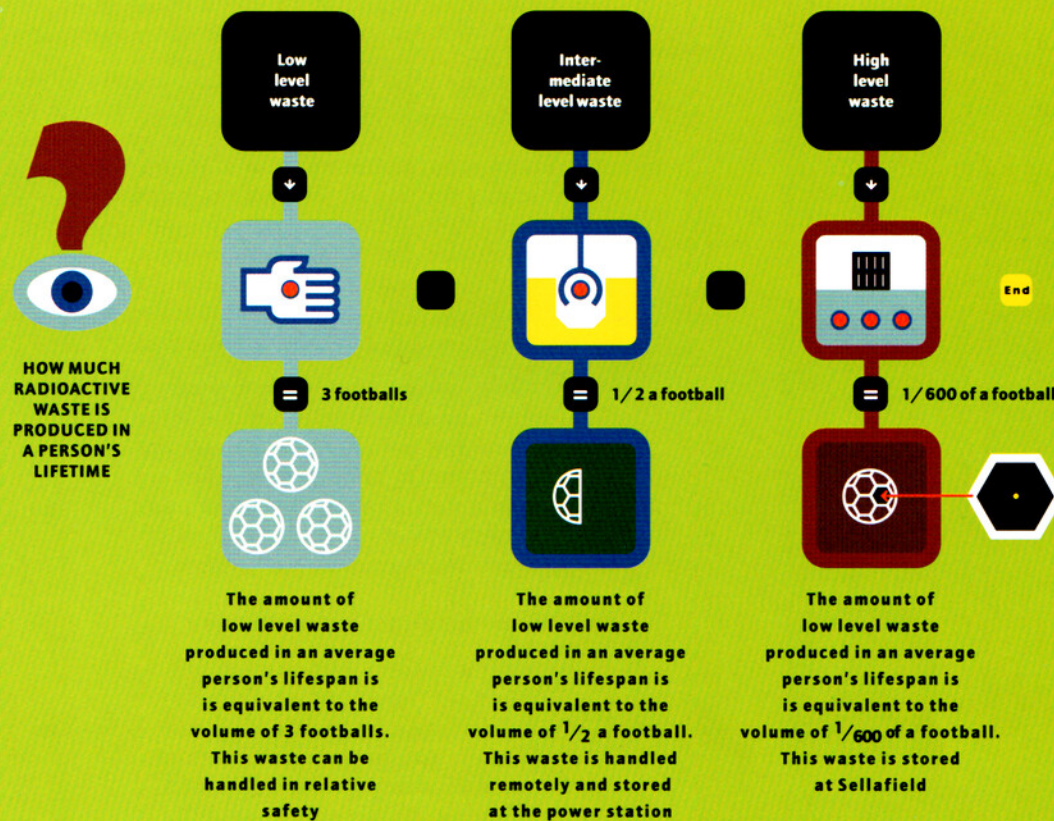 HOW MUCH
RADIOACTIVE
WASTE IS
PRODUCED IN
A PERSON'S
LIFETIME
Low
level
waste
=
3 footballs
The amount of
low level waste
produced in an average
person's lifespan is
is equivalent to the
volume of 3 footballs.
This waste can be
handled in relative
safety
Inter-
mediate
level waste
=
1/2 a football
The amount of
low level waste
produced in an average
person's lifespan is
is equivalent to the
volume of 1/2 a football.
This waste is handled
remotely and stored
at the power station
High
level
waste
=
1/600 of a football
The amount of
low level waste
produced in an average
person's lifespan is
is equivalent to the
volume of 1/600 of a football.
This waste is stored
at Sellafield
End